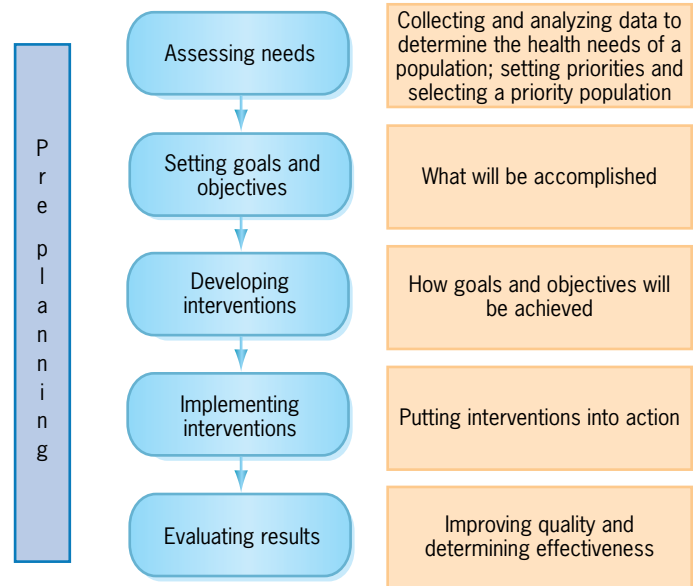 Pre planning
Assessing needs
Collecting and analyzing data to
determine the health needs of a
population; setting priorities and
selecting a priority population
Setting goals and
objectives
What will be accomplished
Developing
interventions
How goals and objectives will
be achieved
Implementing
interventions
Putting interventions into action
Evaluating results
Improving quality and
determining effectiveness